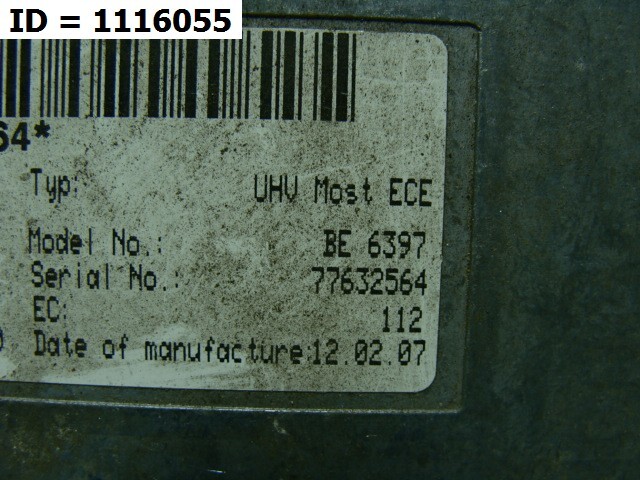 ID = 1116055
64*
Typ: UHV Most ECE
Model No.: BE 6397
Serial No.: 77632564
EC: 112
Date of manufacture:12.02.07